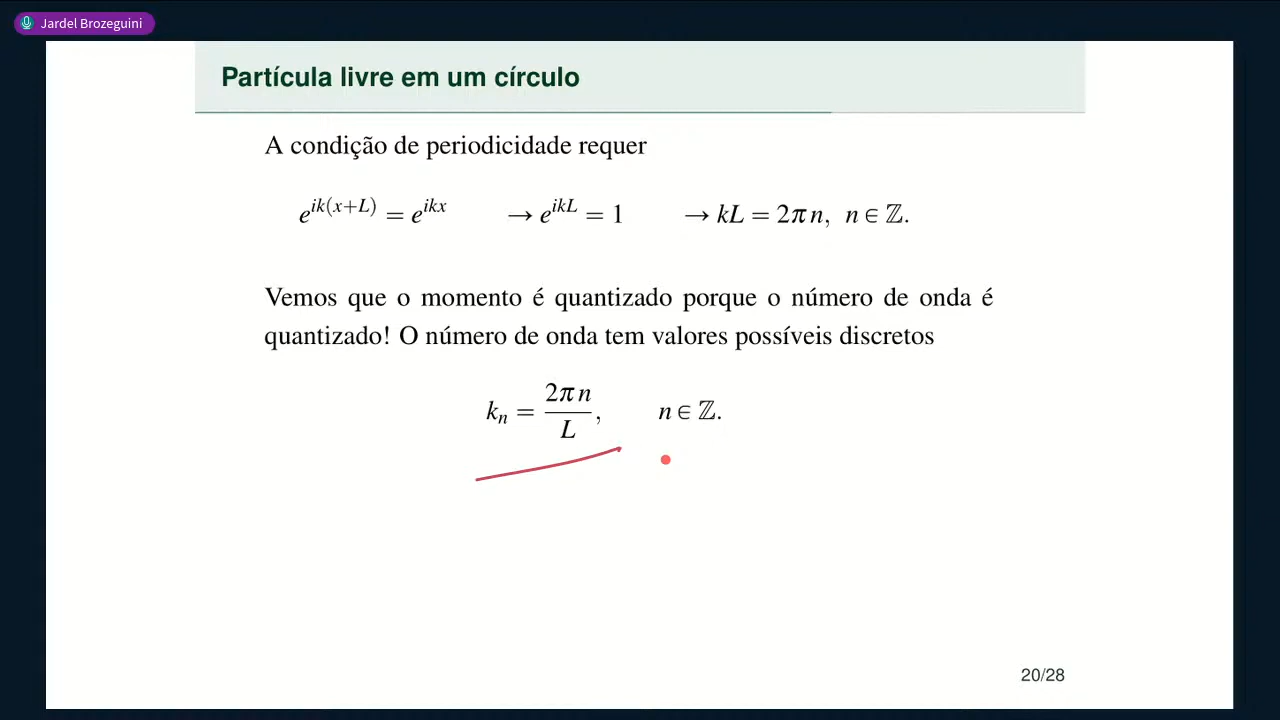 Jardel Brozeguini
Partícula livre em um círculo
A condição de periodicidade requer
e^{ik(x+L)} = e^{ikx} → e^{ikL} = 1 → kL = 2πn, n ∈ ℤ.
Vemos que o momento é quantizado porque o número de onda é
quantizado! O número de onda tem valores possíveis discretos
k_n = \frac{2πn}{L}, n ∈ ℤ.
20/28